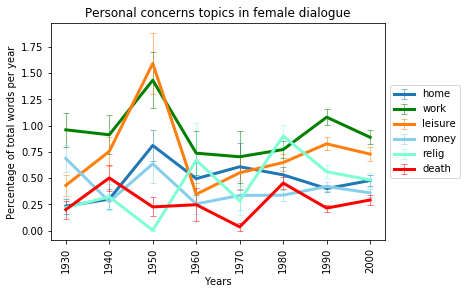 Personal concerns topics in female dialogue
Percentage of total words per year
1.75
1.50
1.25
1.00
0.75
0.50
0.25
0.00
1930
1940
1950
1960
1970
1980
1990
2000
Years
home
work
leisure
money
relig
death